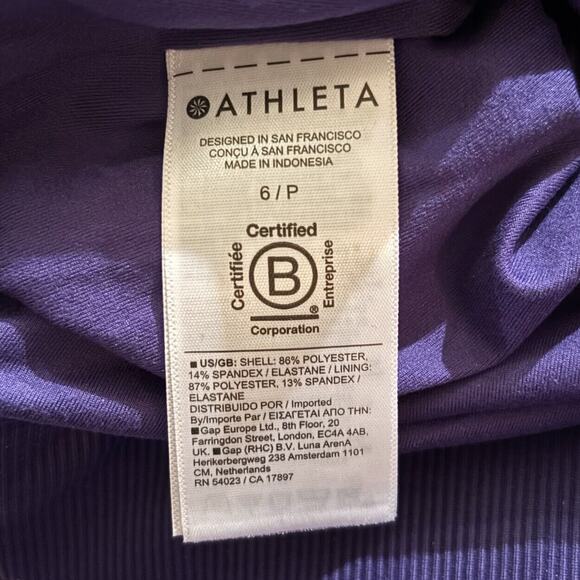 ATHLETA
DESIGNED IN SAN FRANCISCO
CONÇU À SAN FRANCISCO
MADE IN INDONESIA
6 / P
Certified
Certifiée
B
Entreprise
®
Corporation
■ US/GB: SHELL: 86% POLYESTER,
14% SPANDEX / ELASTANE / LINING:
87% POLYESTER, 13% SPANDEX /
ELASTANE
DISTRIBUIDO POR / Imported
By/Importe Par / ΕΙΣΑΓΕΤΑΙ ΑΠΟ ΤΗΝ:
■ Gap Europe Ltd., 8th Floor, 20
Farringdon Street, London, EC4A 4AB,
UK. ■ Gap (RHC) B.V. Luna ArenA
Herikerbergweg 238 Amsterdam 1101
CM, Netherlands
RN 54023 / CA 17897